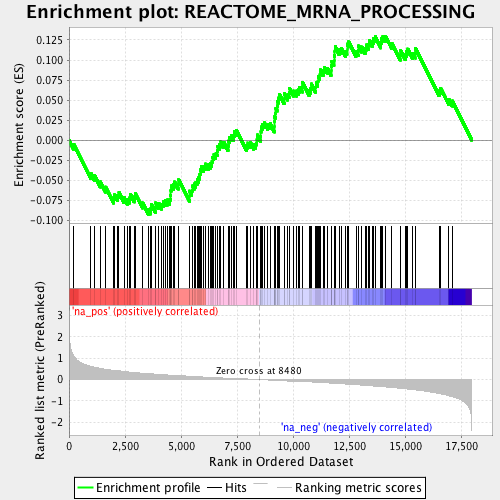 Enrichment plot: REACTOME_MRNA_PROCESSING
Enrichment score (ES)
0.125
0.100
0.075
0.050
0.025
0.000
-0.025
-0.050
-0.075
-0.100
'na_pos' (positively correlated)
Ranked list metric (PreRanked)
3
2
1
0
-1
-2
Zero cross at 8480
'na_neg' (negatively correlated)
0
2,500
5,000
7,500
10,000
12,500
15,000
17,500
Rank in Ordered Dataset
Enrichment profile
Hits
Ranking metric scores